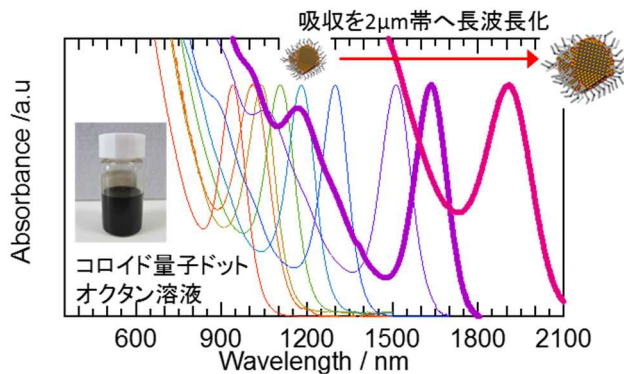 吸収を2μm帯へ長波長化
Absorbance /a.u
コロイド量子ドット
オクタン溶液
600 900 1200 1500 1800 2100
Wavelength / nm